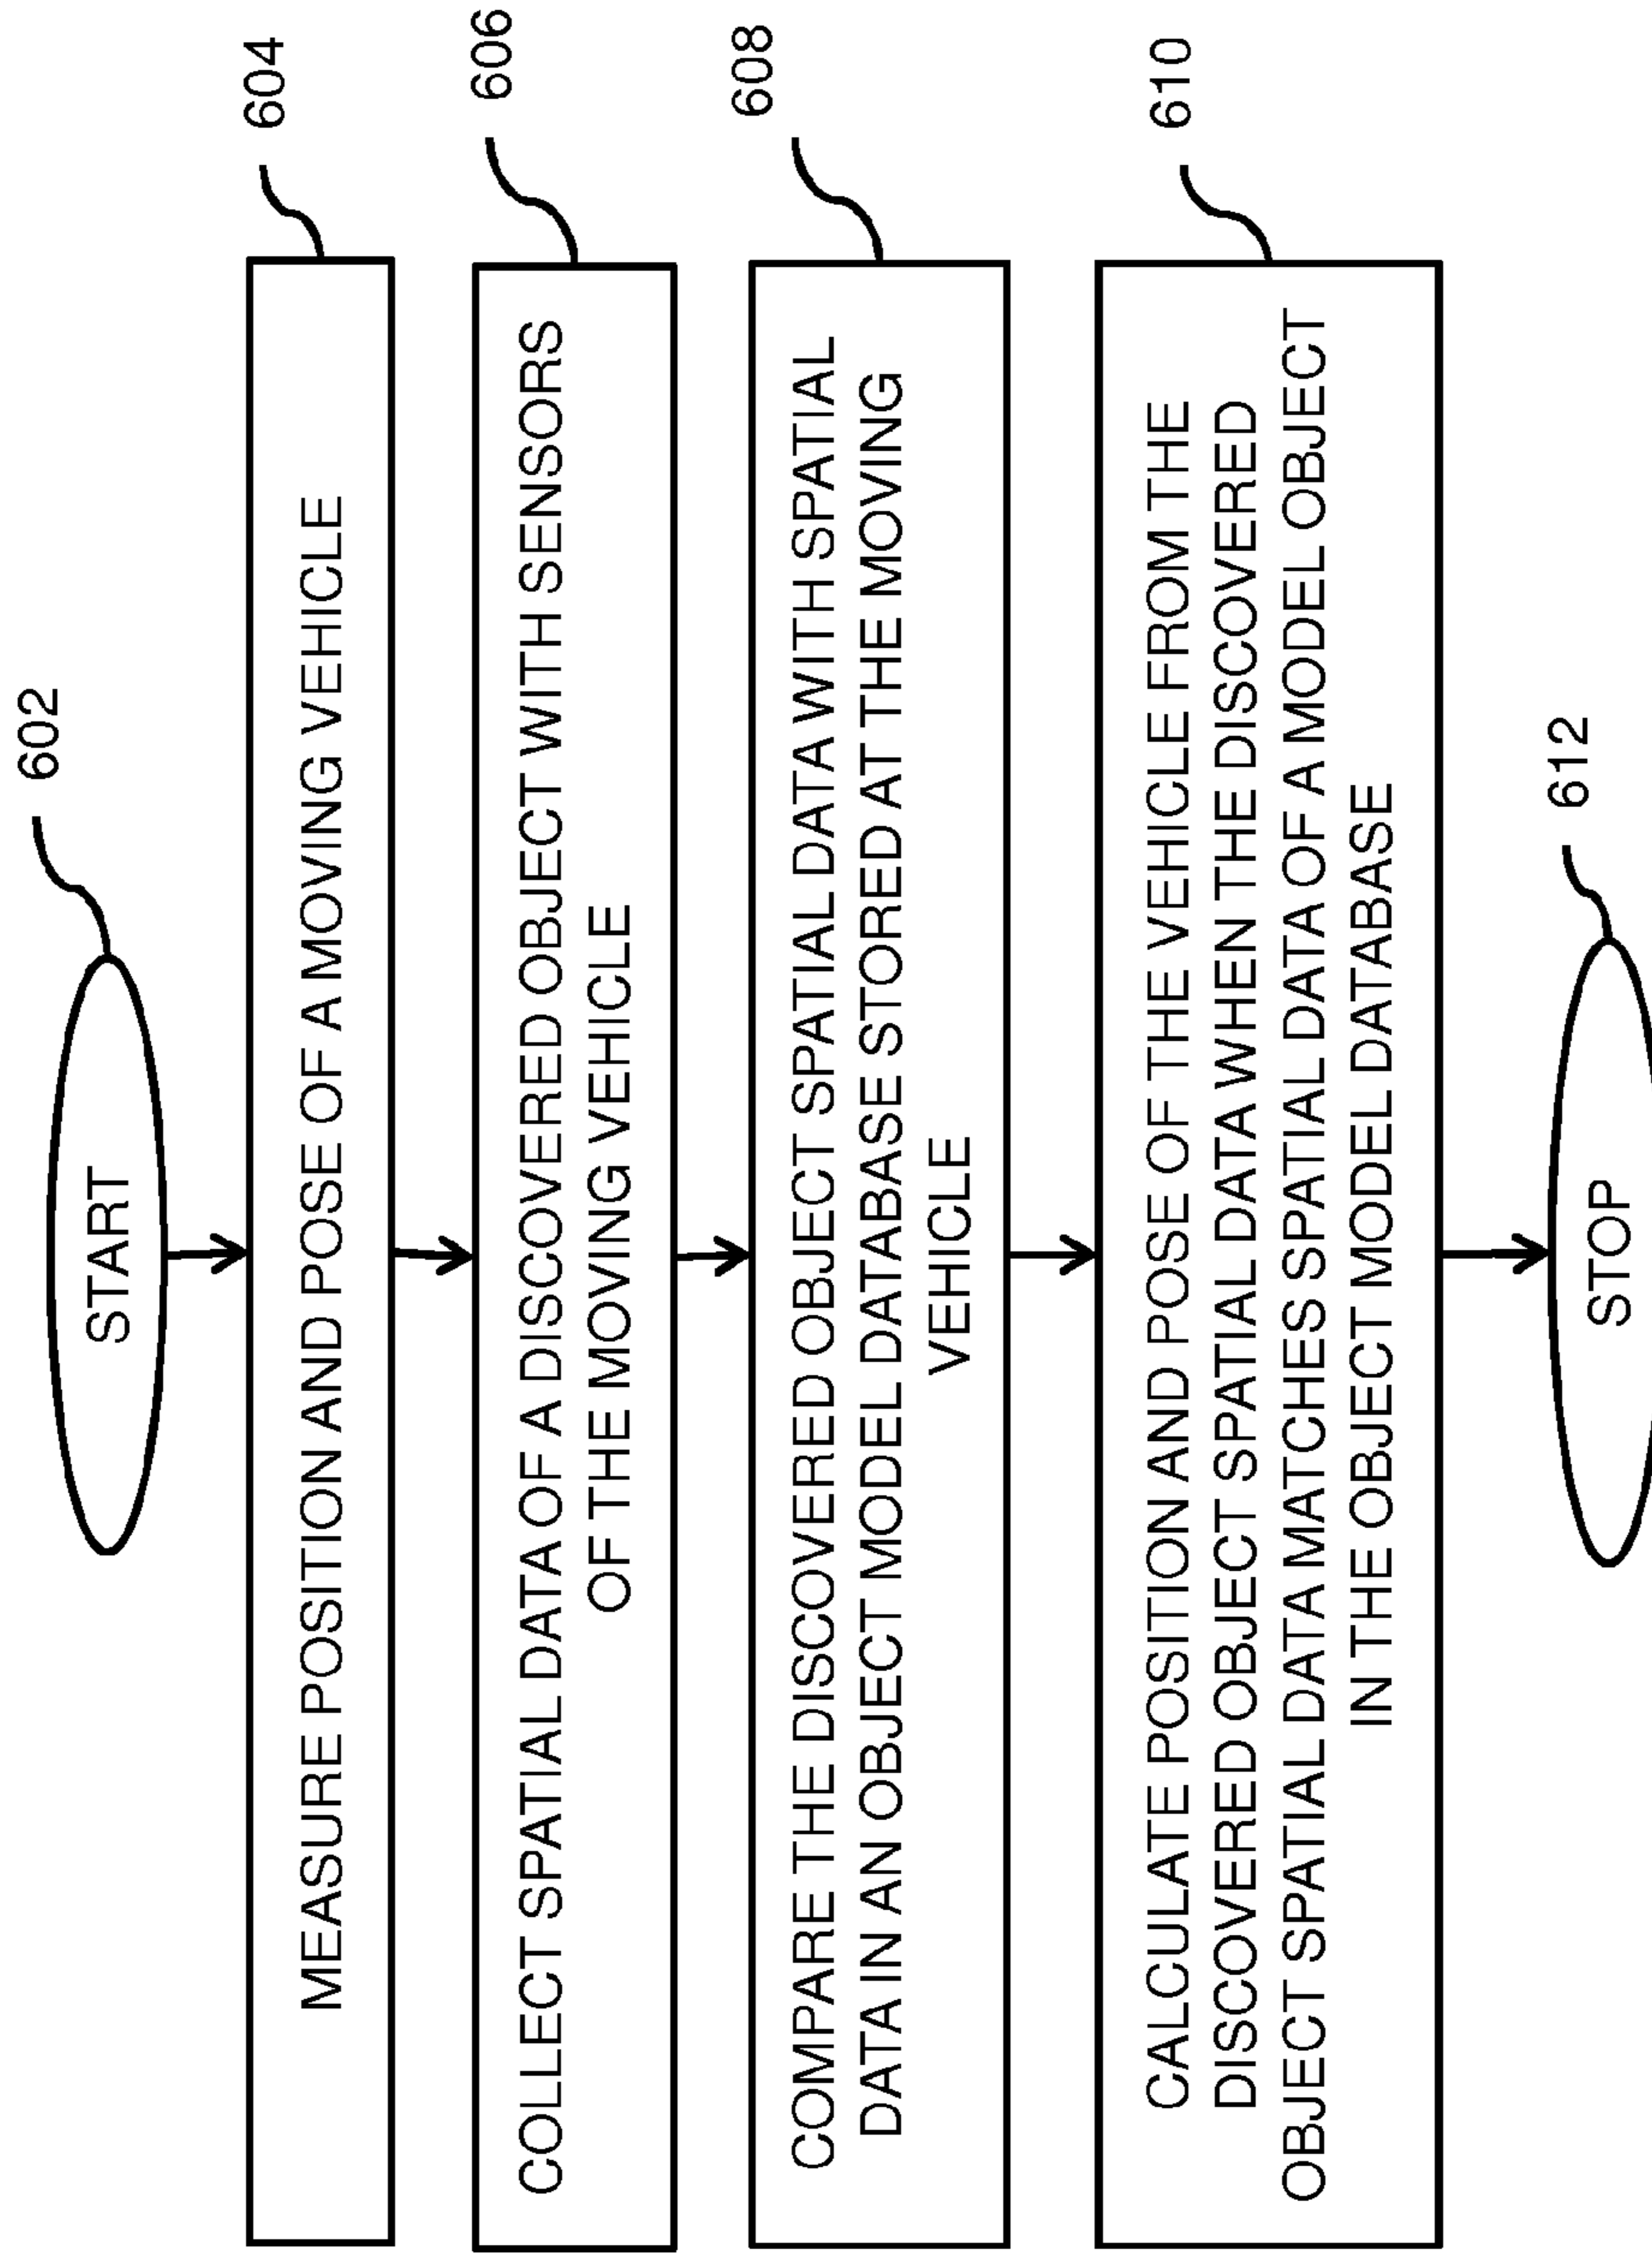 602
START
604
MEASURE POSITION AND POSE OF A MOVING VEHICLE
606
COLLECT SPATIAL DATA OF A DISCOVERED OBJECT WITH SENSORS
OF THE MOVING VEHICLE
608
COMPARE THE DISCOVERED OBJECT SPATIAL DATA WITH SPATIAL
DATA IN AN OBJECT MODEL DATABASE STORED AT THE MOVING
VEHICLE
610
CALCULATE POSITION AND POSE OF THE VEHICLE FROM THE
DISCOVERED OBJECT SPATIAL DATA WHEN THE DISCOVERED
OBJECT SPATIAL DATA MATCHES SPATIAL DATA OF A MODEL OBJECT
IN THE OBJECT MODEL DATABASE
612
STOP